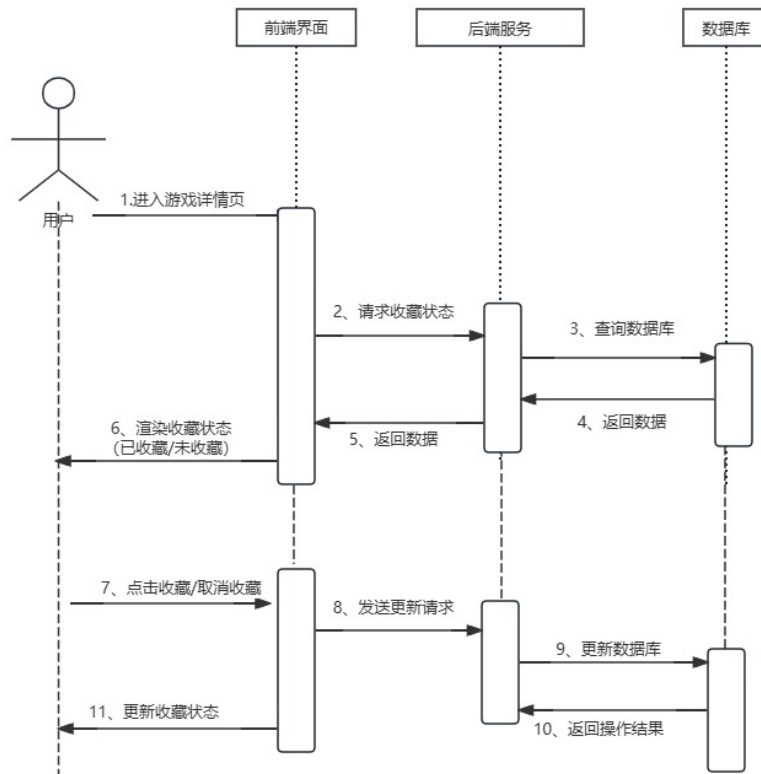 前端界面
后端服务
数据库
用户
1.进入游戏详情页
2、请求收藏状态
3、查询数据库
4、返回数据
5、返回数据
6、渲染收藏状态
(已收藏/未收藏)
7、点击收藏/取消收藏
8、发送更新请求
9、更新数据库
10、返回操作结果
11、更新收藏状态